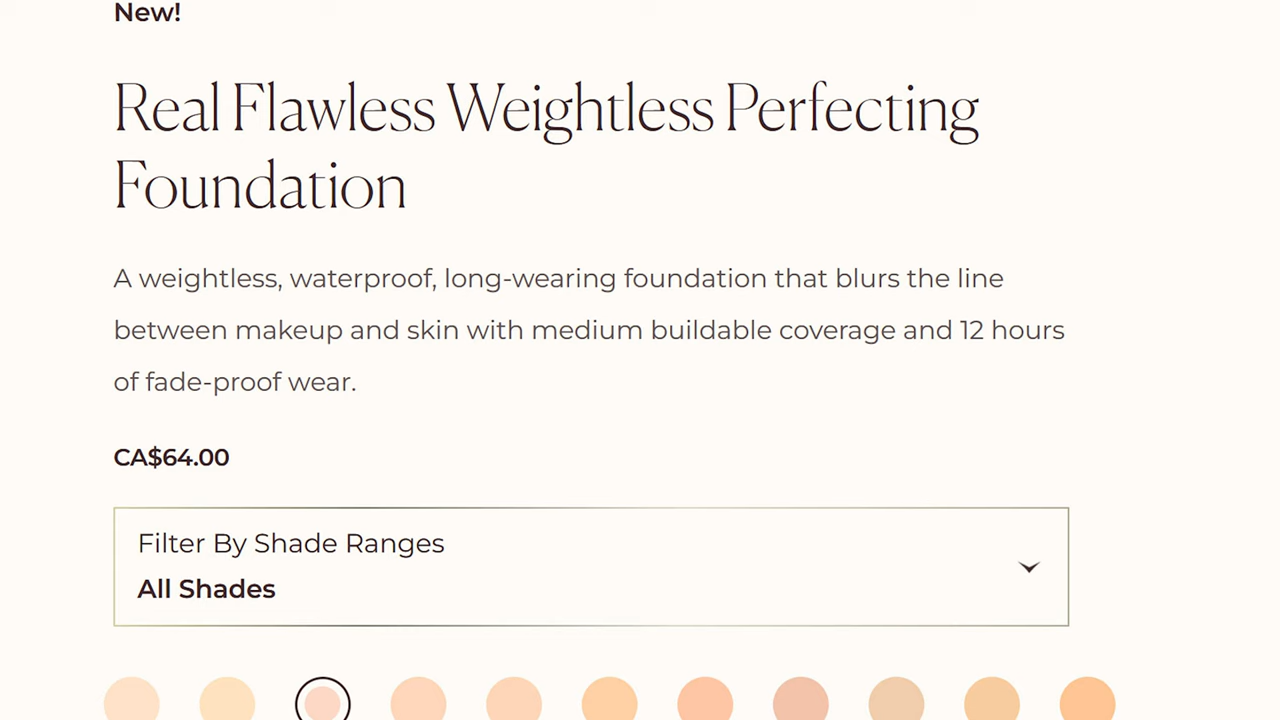 New!
Real Flawless Weightless Perfecting
Foundation
A weightless, waterproof, long-wearing foundation that blurs the line
between makeup and skin with medium buildable coverage and 12 hours
of fade-proof wear.
CA$64.00
Filter By Shade Ranges
All Shades